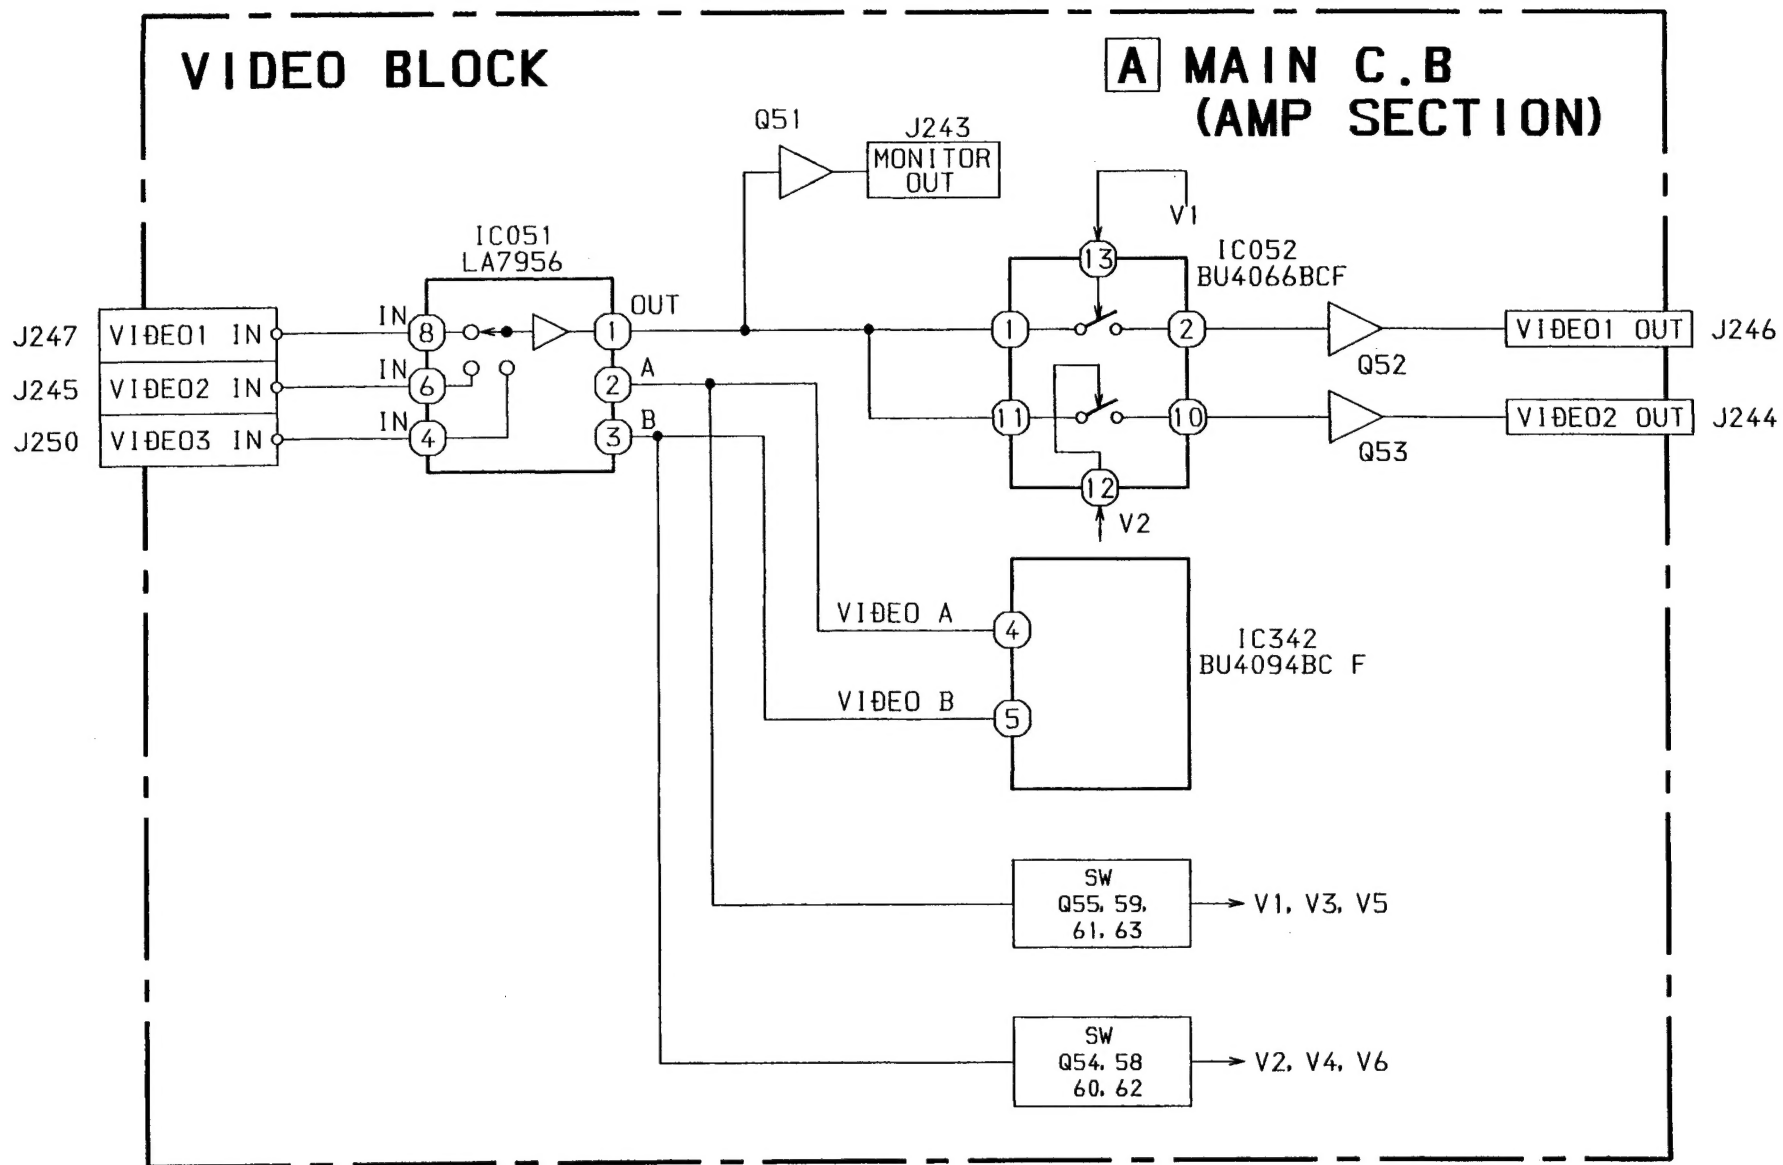 VIDEO BLOCK
A MAIN C.B
(AMP SECTION)
Q51
J243
MONITOR
OUT
V1
13
IC051
LA7956
IC052
BU4066BCF
J247
VIDEO1 IN
IN
8
1
OUT
1
2
Q52
VIDEO1 OUT
J246
J245
VIDEO2 IN
IN
6
2
A
J250
VIDEO3 IN
IN
4
3
B
11
10
Q53
VIDEO2 OUT
J244
12
V2
VIDEO A
4
IC342
BU4094BC F
VIDEO B
5
SW
Q55, 59,
61, 63
V1, V3, V5
SW
Q54, 58
60, 62
V2, V4, V6